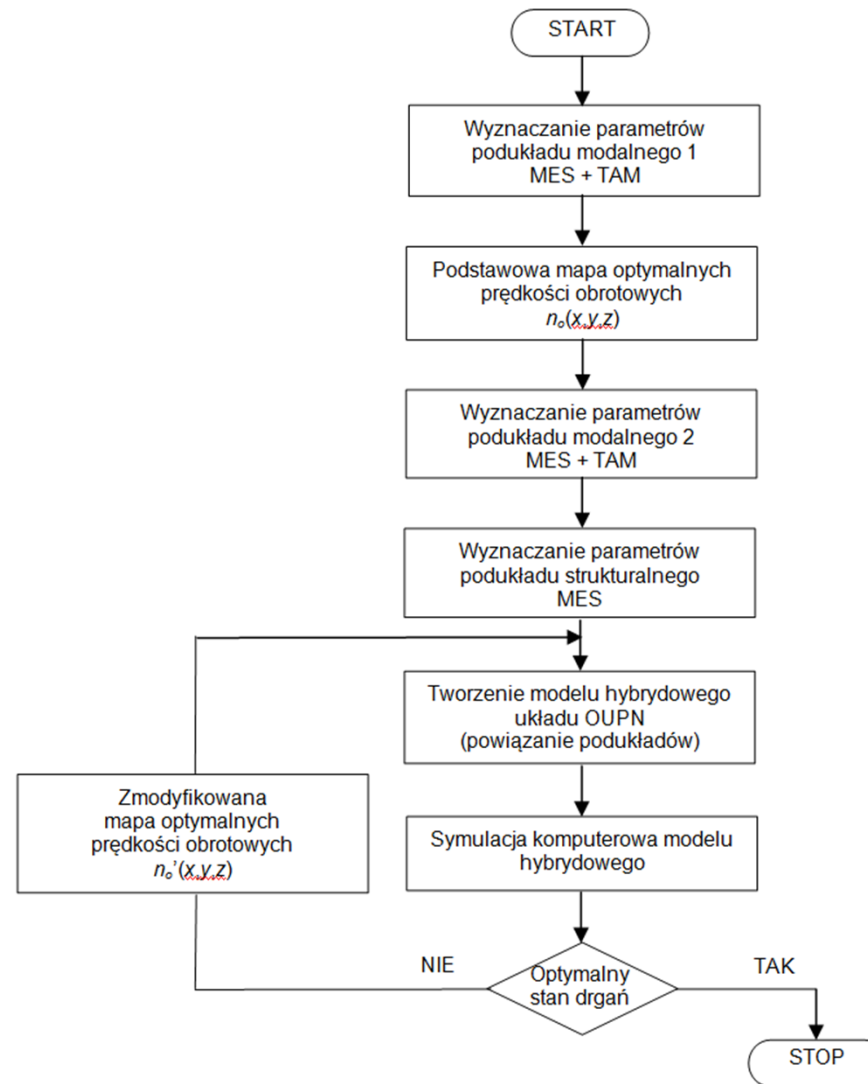 START
Wyznaczanie parametrów
podukładu modalnego 1
MES + TAM
Podstawowa mapa optymalnych
prędkości obrotowych
nₒ(x,y,z)
Wyznaczanie parametrów
podukładu modalnego 2
MES + TAM
Wyznaczanie parametrów
podukładu strukturalnego
MES
Tworzenie modelu hybrydowego
układu OUPN
(powiązanie podukładów)
Zmodyfikowana
mapa optymalnych
prędkości obrotowych
nₒ’(x,y,z)
Symulacja komputerowa modelu
hybrydowego
NIE
Optymalny
stan drgań
TAK
STOP